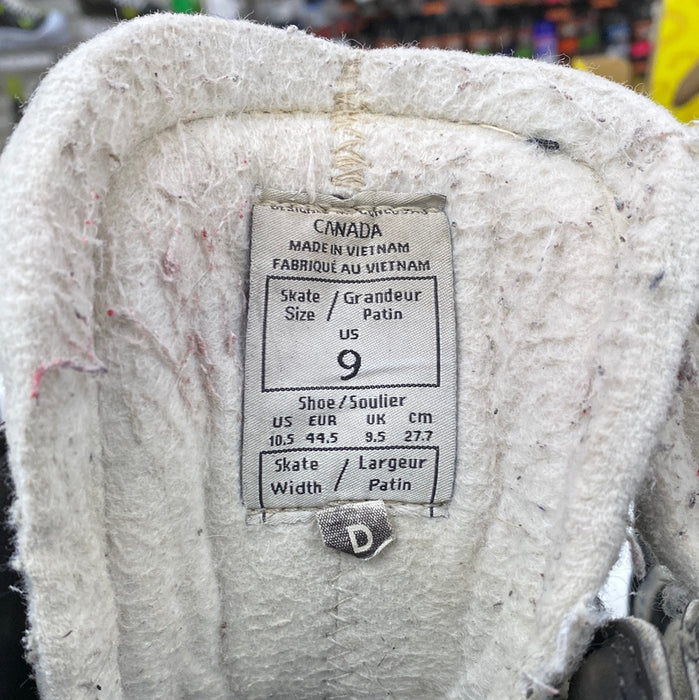 CANADA
MADE IN VIETNAM
FABRIQUÉ AU VIETNAM
Skate / Grandeur
Size / Patin
US
9
Shoe/Soulier
US EUR UK cm
10.5 44.5 9.5 27.7
Skate / Largeur
Width / Patin
D